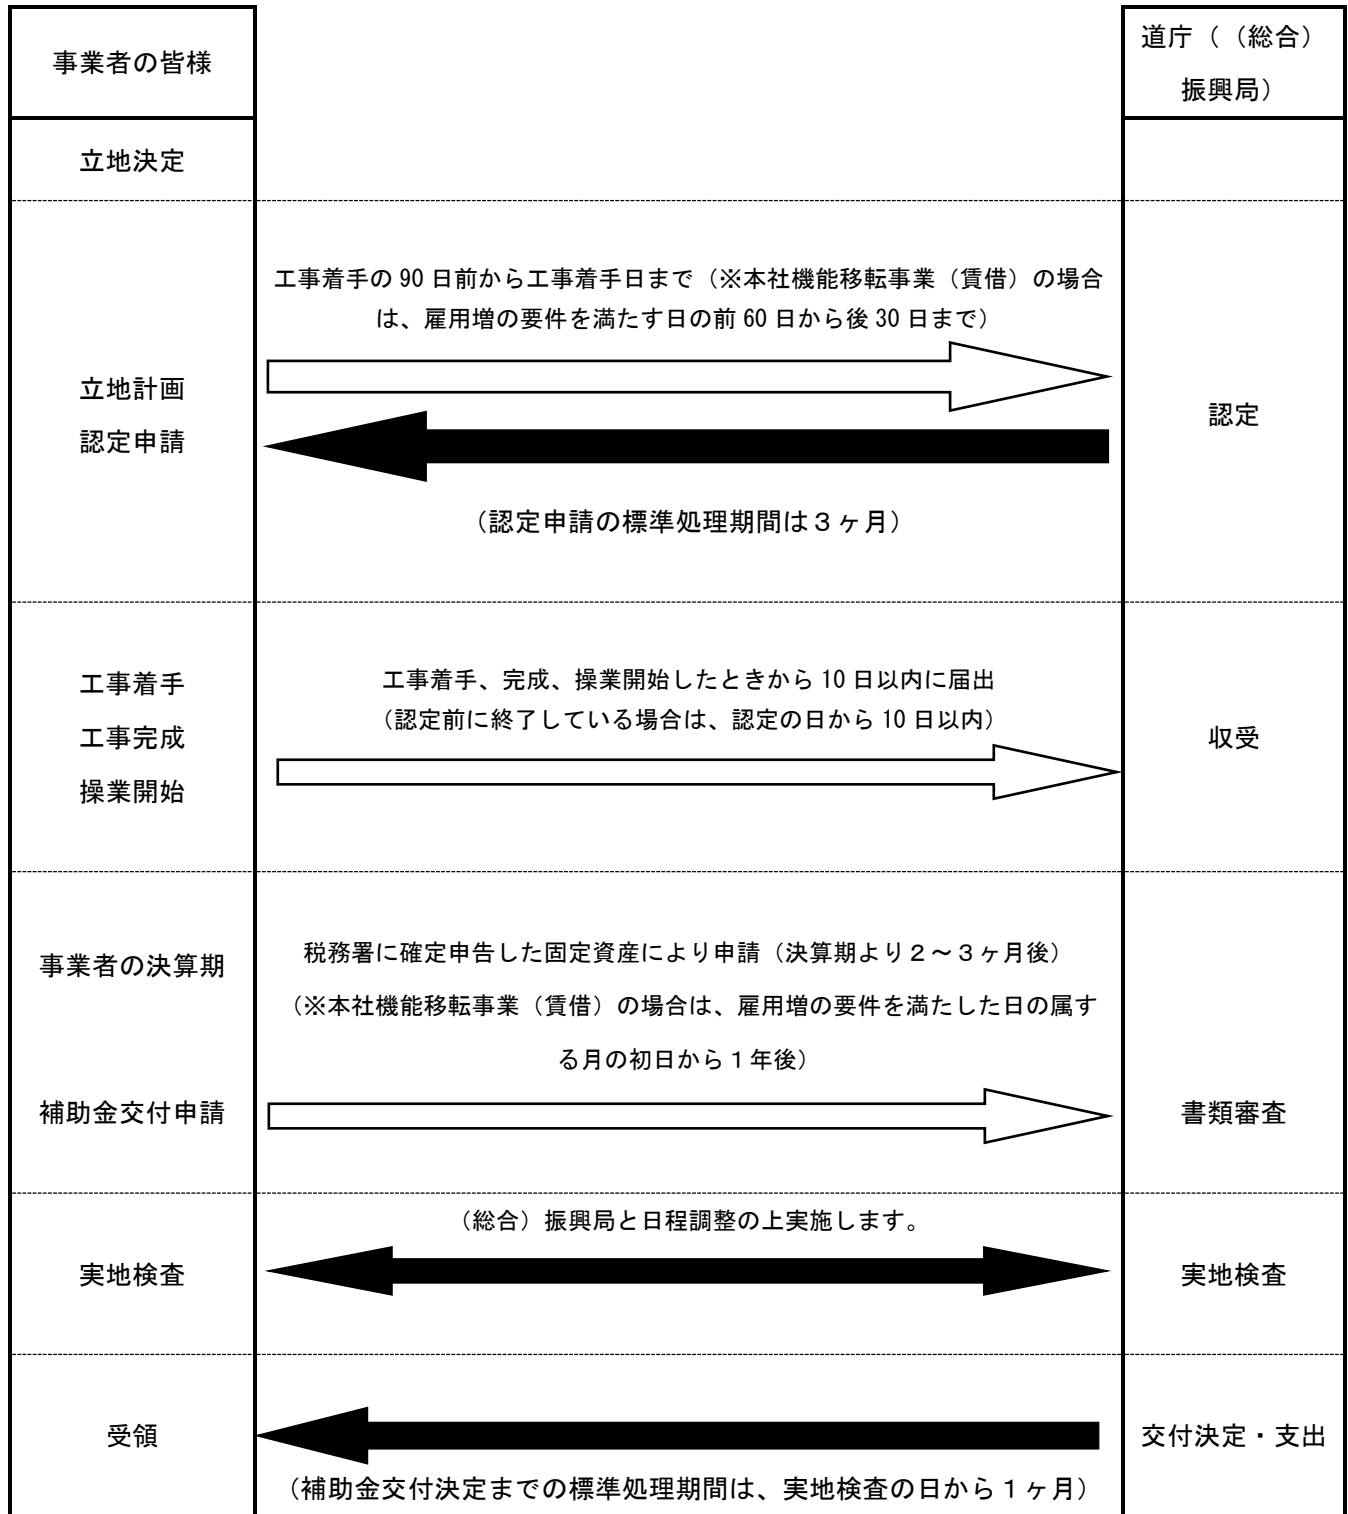 事業者の皆様
道庁（（総合）
振興局）
立地決定
工事着手の 90 日前から工事着手日まで（※本社機能移転事業（賃借）の場合
は、雇用増の要件を満たす日の前 60 日から後 30 日まで）
立地計画
認定申請
認定
（認定申請の標準処理期間は３ヶ月）
工事着手
工事完成
操業開始
工事着手、完成、操業開始したときから 10 日以内に届出
（認定前に終了している場合は、認定の日から 10 日以内）
収受
事業者の決算期
税務署に確定申告した固定資産により申請（決算期より２～３ヶ月後）
（※本社機能移転事業（賃借）の場合は、雇用増の要件を満たした日の属す
る月の初日から１年後）
補助金交付申請
書類審査
（総合）振興局と日程調整の上実施します。
実地検査
実地検査
受領
交付決定・支出
（補助金交付決定までの標準処理期間は、実地検査の日から１ヶ月）